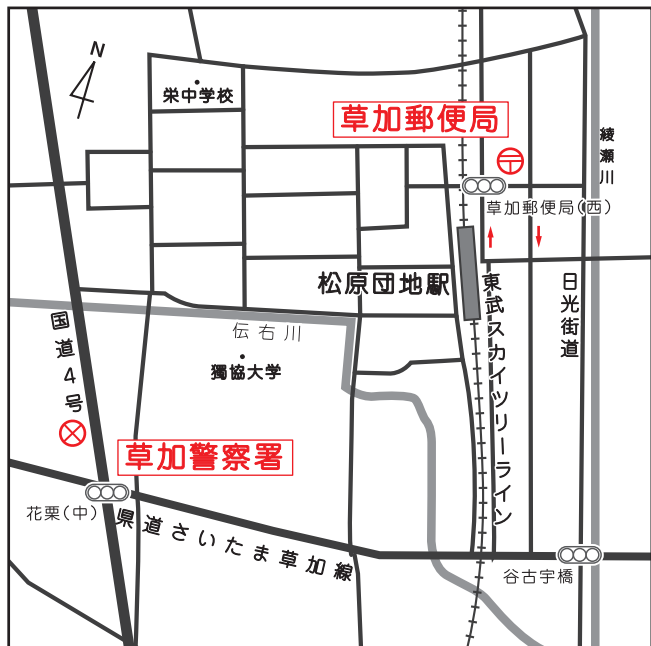 N
栄中学校
草加郵便局
綾瀬川
草加郵便局(西)
松原団地駅
東武スカイツリーライン
日光街道
国道4号
伝右川
獨協大学
草加警察署
花栗(中)
県道さいたま草加線
谷古宇橋